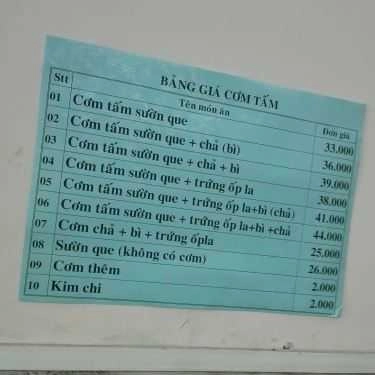 BẢNG GIÁ CƠM TẤM
Stt Tên món ăn Đơn giá
01 Cơm tấm sườn que 33.000
02 Cơm tấm sườn que + chả (bì) 36.000
03 Cơm tấm sườn que + chả + bì 39.000
04 Cơm tấm sườn que + trứng ốp la 38.000
05 Cơm tấm sườn que + trứng ốp la+bì (chả) 41.000
06 Cơm tấm sườn que + trứng ốp la+bì +chả 44.000
07 Cơm chả + bì + trứng ốpla 25.000
08 Sườn que (không có cơm) 26.000
09 Cơm thêm 2.000
10 Kim chi 2.000